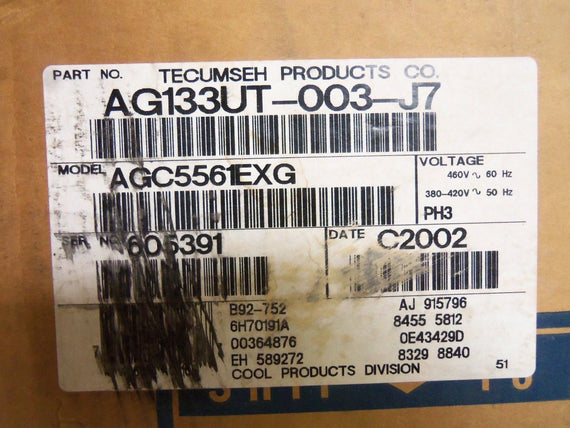 PART NO. TECUMSEH PRODUCTS CO.
AG133UT-003-J7
MODEL AGC5561EXG
VOLTAGE
460V ~ 60 Hz
380-420V ~ 50 Hz
PH3
SER. NO. 605391
DATE C2002
B92-752 AJ 915796
6H70191A 8455 5812
00364876 0E43429D
EH 589272 8329 8840
COOL PRODUCTS DIVISION 51